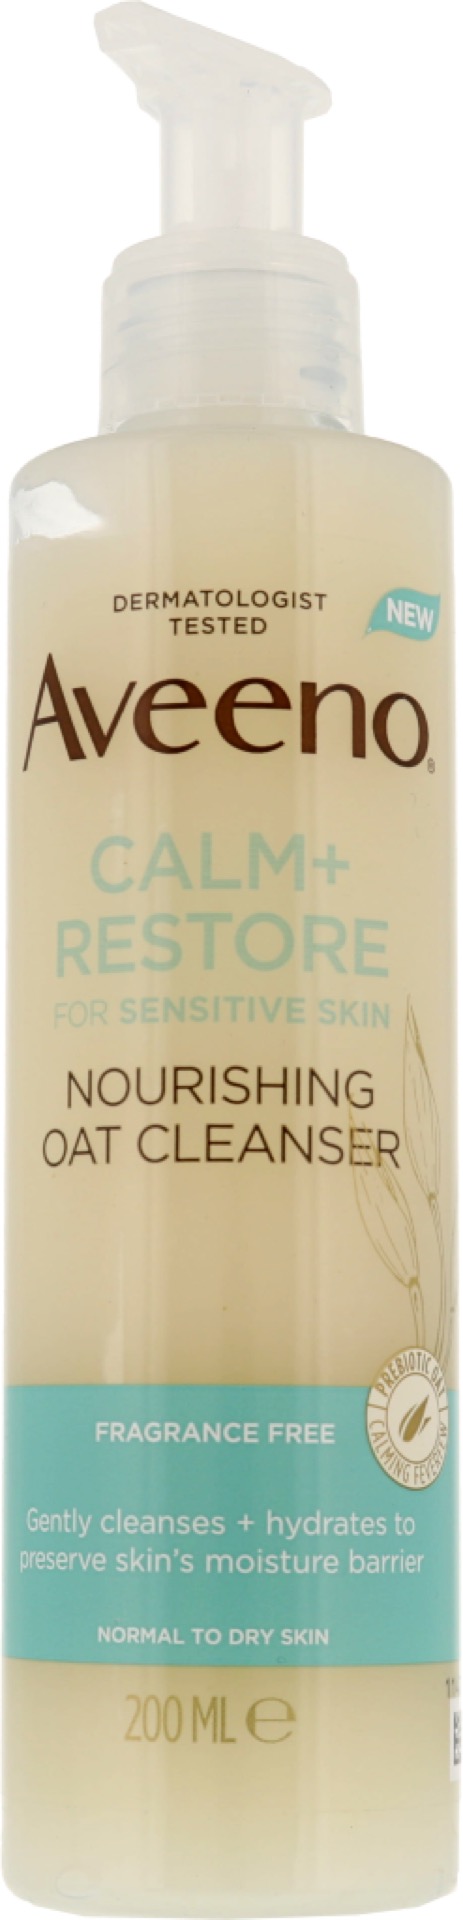 DERMATOLOGIST
TESTED
NEW
Aveeno®
CALM+
RESTORE
FOR SENSITIVE SKIN
NOURISHING
OAT CLEANSER
PREBIOTIC OAT
CALMING FEVERFEW
FRAGRANCE FREE
Gently cleanses + hydrates to
preserve skin's moisture barrier
NORMAL TO DRY SKIN
200 ML ℮